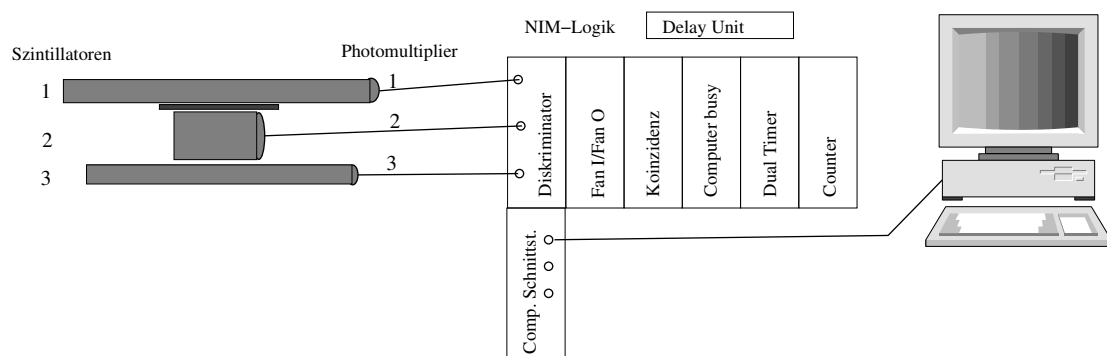 NIM–Logik
Delay Unit
Szintillatoren
Photomultiplier
1
1
2
2
3
3
Diskriminator
Fan I/Fan O
Koinzidenz
Computer busy
Dual Timer
Counter
Comp. Schnittst.